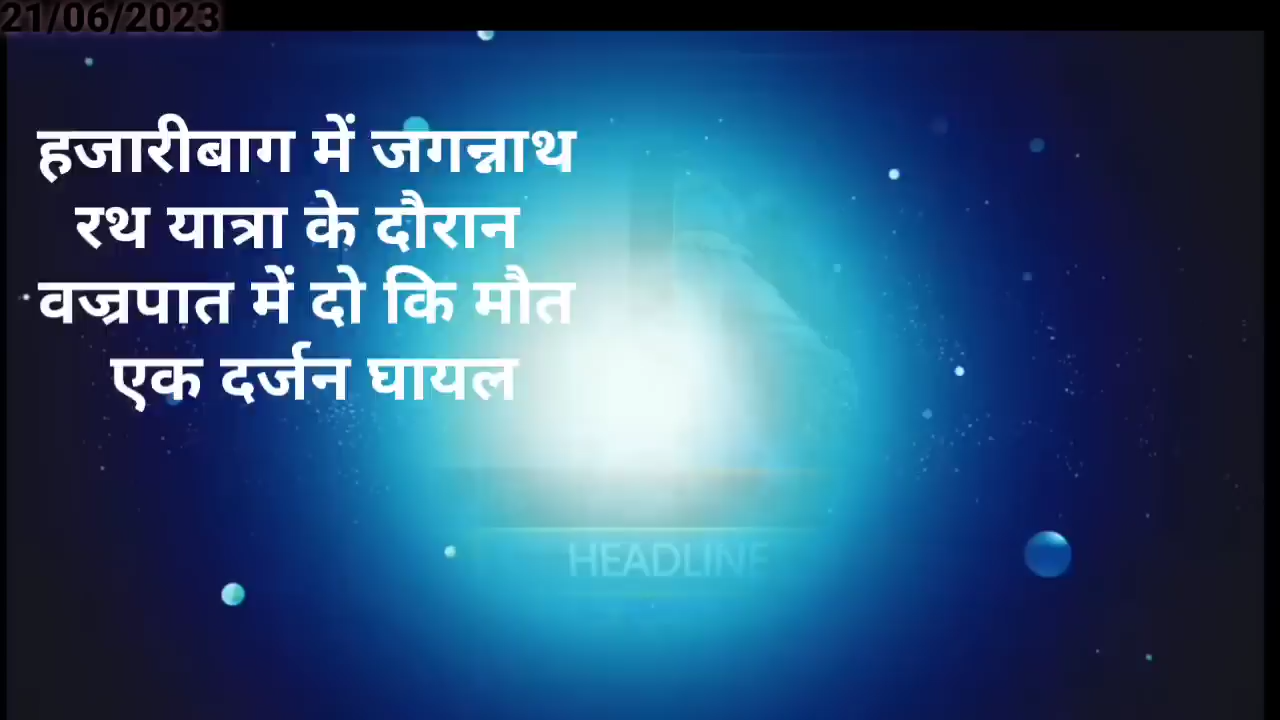 21/06/2023
हजारीबाग में जगन्नाथ
रथ यात्रा के दौरान
वज्रपात में दो कि मौत
एक दर्जन घायल
HEADLINE